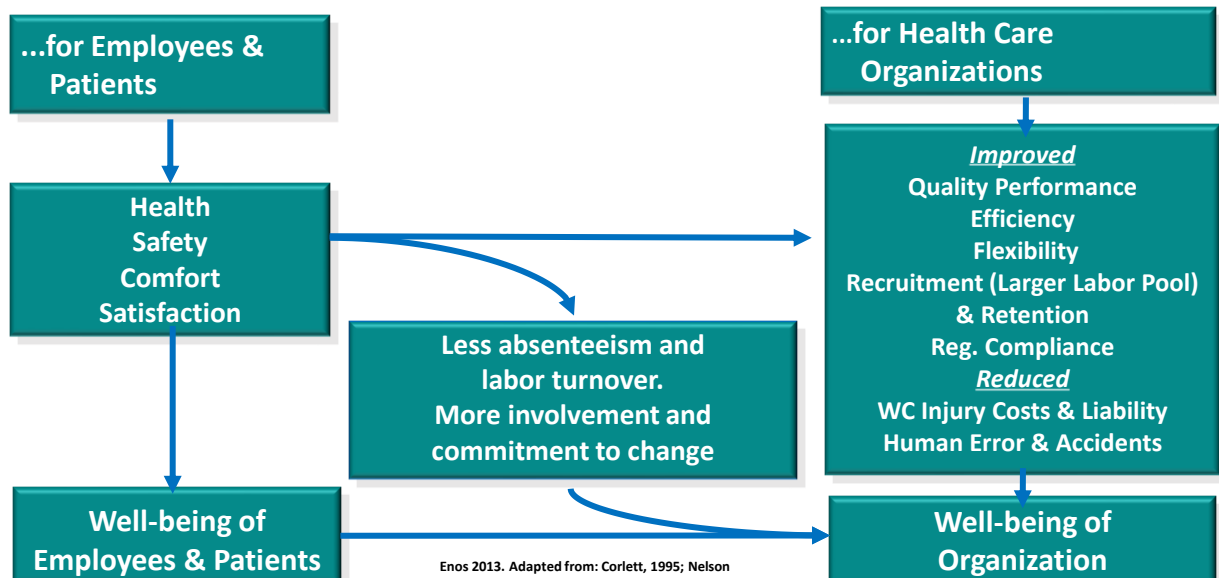 ...for Employees &
Patients
...for Health Care
Organizations
Health
Safety
Comfort
Satisfaction
Improved
Quality Performance
Efficiency
Flexibility
Recruitment (Larger Labor Pool)
& Retention
Reg. Compliance
Reduced
WC Injury Costs & Liability
Human Error & Accidents
Less absenteeism and
labor turnover.
More involvement and
commitment to change
Well-being of
Employees & Patients
Well-being of
Organization
Enos 2013. Adapted from: Corlett, 1995; Nelson